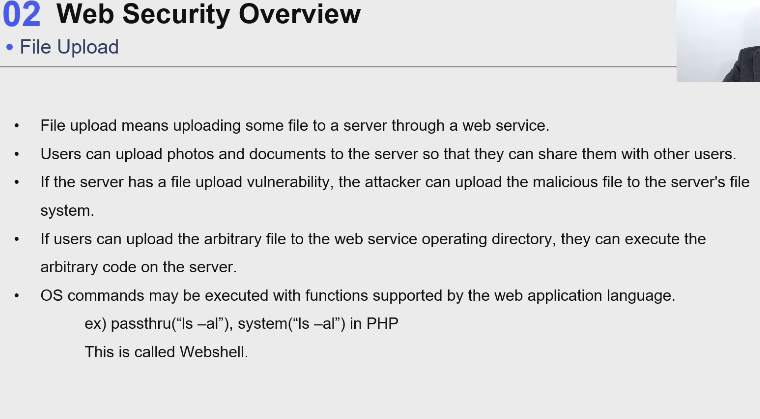 02 Web Security Overview
• File Upload
• File upload means uploading some file to a server through a web service.
• Users can upload photos and documents to the server so that they can share them with other users.
• If the server has a file upload vulnerability, the attacker can upload the malicious file to the server's file
system.
• If users can upload the arbitrary file to the web service operating directory, they can execute the
arbitrary code on the server.
• OS commands may be executed with functions supported by the web application language.
ex) passthru(“ls –al”), system(“ls –al”) in PHP
This is called Webshell.